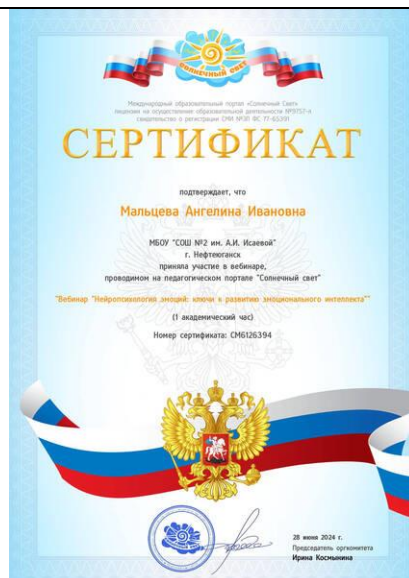 СОЛНЕЧНЫЙ СВЕТ
Международный образовательный портал «Солнечный Свет»
лицензия на осуществление образовательной деятельности №9757-л
свидетельство о регистрации СМИ №ЭЛ ФС 77-65391
СЕРТИФИКАТ
подтверждает, что
Мальцева Ангелина Ивановна
МБОУ "СОШ №2 им. А.И. Исаевой"
г. Нефтеюганск
приняла участие в вебинаре,
проводимом на педагогическом портале "Солнечный свет"
"Вебинар "Нейропсихология эмоций: ключи к развитию эмоционального интеллекта""
(1 академический час)
Номер сертификата: СМ6126394
28 июня 2024 г.
Председатель оргкомитета
Ирина Космынина